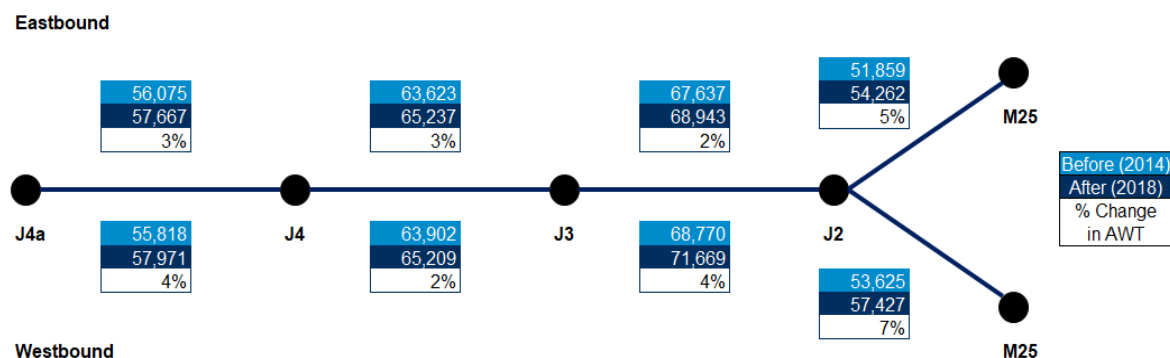 Eastbound
56,075
57,667
3%
63,623
65,237
3%
67,637
68,943
2%
51,859
54,262
5%
M25
Before (2014)
After (2018)
% Change
in AWT
J4a
J4
J3
J2
55,818
57,971
4%
63,902
65,209
2%
68,770
71,669
4%
53,625
57,427
7%
Westbound
M25